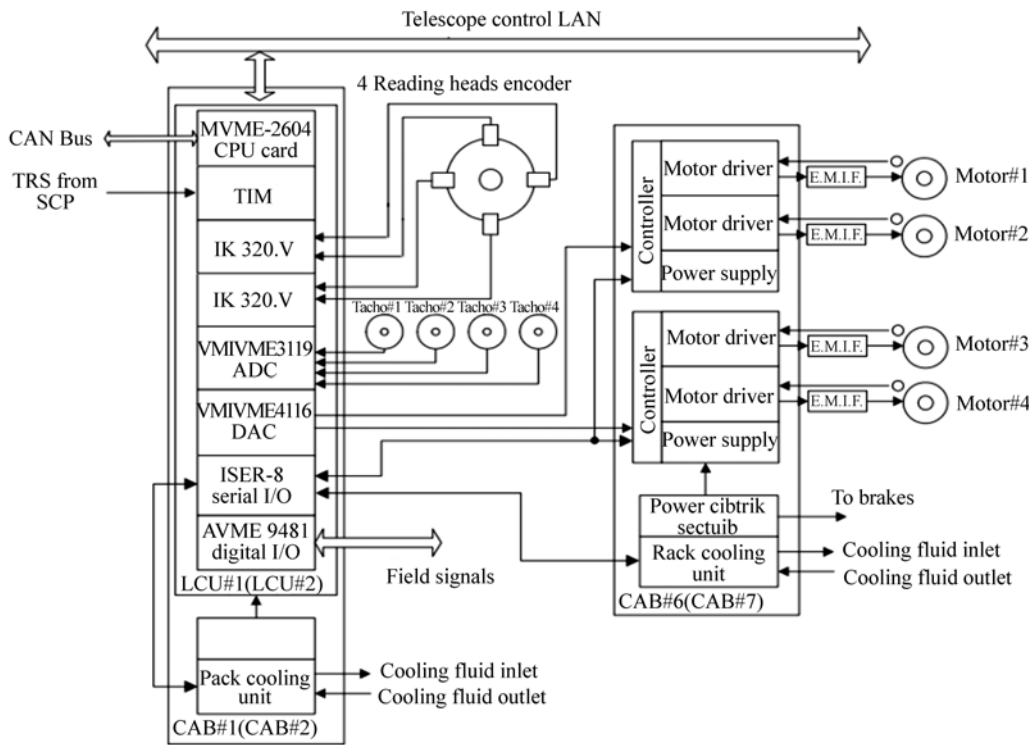 Telescope control LAN
4 Reading heads encoder
CAN Bus
TRS from
SCP
MVME-2604
CPU card
TIM
IK 320.V
IK 320.V
VMIVME3119
ADC
VMIVME4116
DAC
ISER-8
serial I/O
AVME 9481
digital I/O
LCU#1(LCU#2)
Pack cooling
unit
CAB#1(CAB#2)
Cooling fluid inlet
Cooling fluid outlet
Tacho#1
Tacho#2
Tacho#3
Tacho#4
Field signals
Controller
Motor driver
Motor driver
Power supply
Controller
Motor driver
Motor driver
Power supply
Power cibtrik
sectuib
Rack cooling
unit
CAB#6(CAB#7)
E.M.I.F.
Motor#1
E.M.I.F.
Motor#2
E.M.I.F.
Motor#3
E.M.I.F.
Motor#4
To brakes
Cooling fluid inlet
Cooling fluid outlet